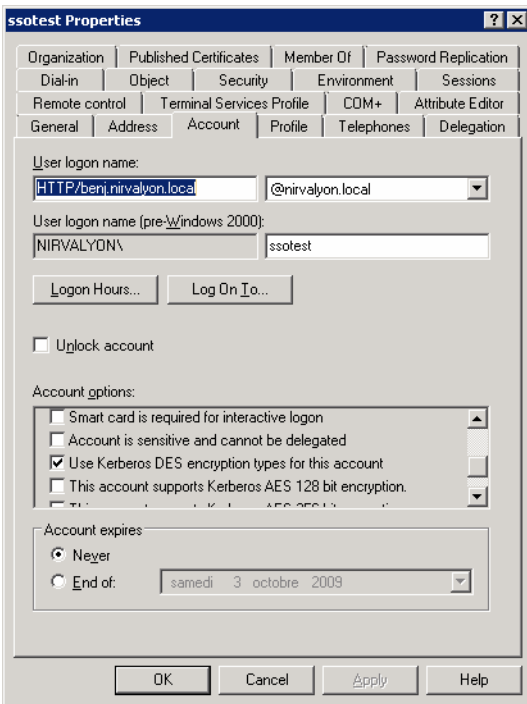 ssotest Properties
Organization Published Certificates Member Of Password Replication
Dial-in Object Security Environment Sessions
Remote control Terminal Services Profile COM+ Attribute Editor
General Address Account Profile Telephones Delegation
User logon name:
HTTP/benj.nirvalyon.local @nirvalyon.local
User logon name (pre-Windows 2000):
NIRVALYON\ ssotest
Logon Hours... Log On To...
Unlock account
Account options:
Smart card is required for interactive logon
Account is sensitive and cannot be delegated
Use Kerberos DES encryption types for this account
This account supports Kerberos AES 128 bit encryption.
Account expires
Never
End of: samedi 3 octobre 2009
OK Cancel Apply Help